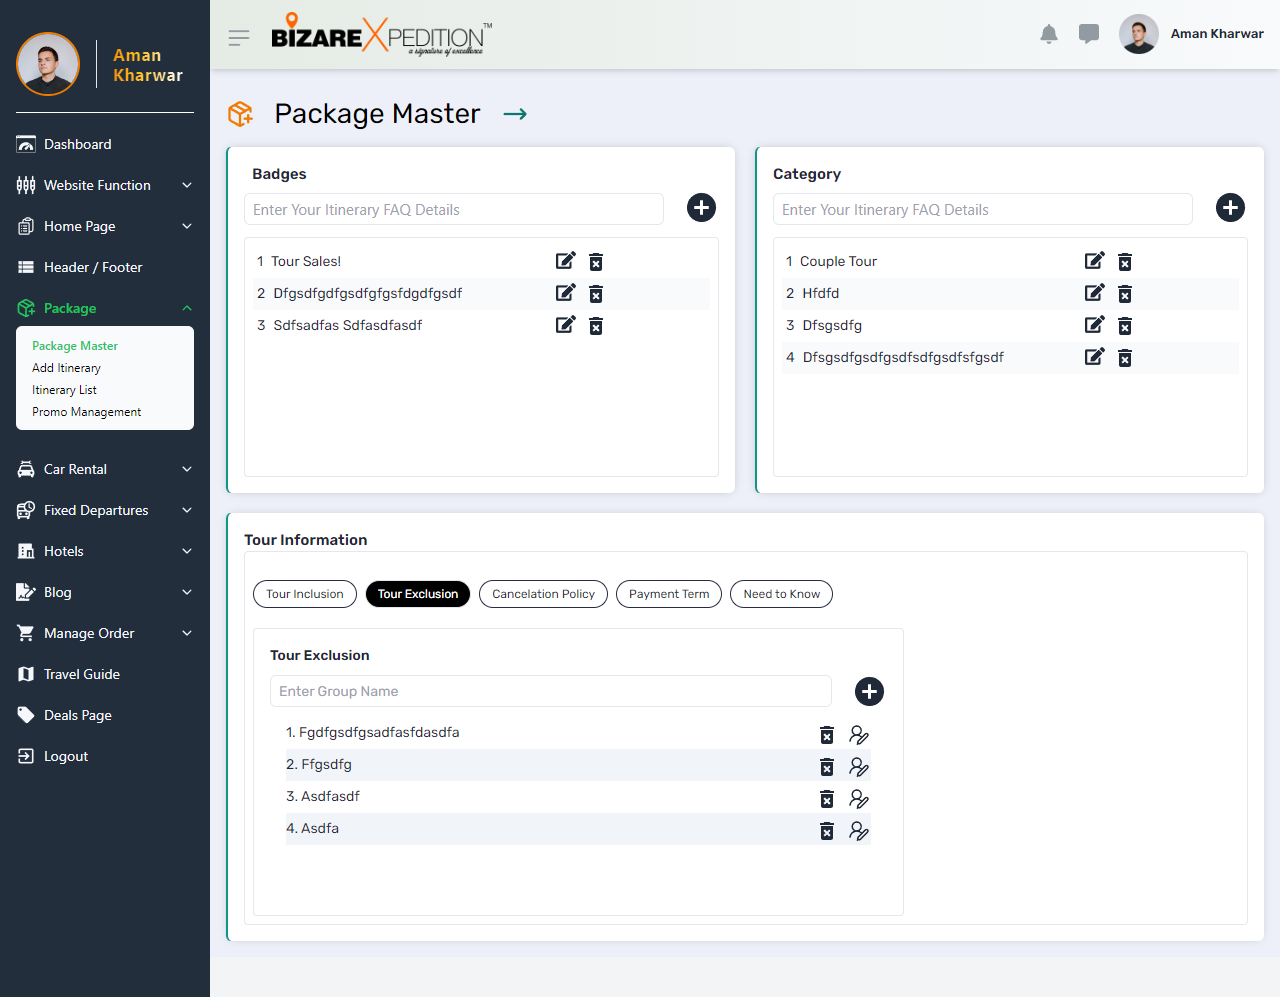 Aman
Kharwar
Dashboard
Website Function
Home Page
Header / Footer
Package
Package Master
Add Itinerary
Itinerary List
Promo Management
Car Rental
Fixed Departures
Hotels
Blog
Manage Order
Travel Guide
Deals Page
Logout
BIZAREXPEDITION™
a signature of excellence
Aman Kharwar
Package Master
Badges
Enter Your Itinerary FAQ Details
1 Tour Sales!
2 Dfgsdfgdfgsdfgfgsfdgdfgsdf
3 Sdfsadfas Sdfasdfasdf
Category
Enter Your Itinerary FAQ Details
1 Couple Tour
2 Hfdfd
3 Dfsgsdfg
4 Dfsgsdfgsdfgsdfsdfgsdfsfgsdf
Tour Information
Tour Inclusion
Tour Exclusion
Cancelation Policy
Payment Term
Need to Know
Tour Exclusion
Enter Group Name
1. Fgdfgsdfgsadfasfdasdfa
2. Ffgsdfg
3. Asdfasdf
4. Asdfa